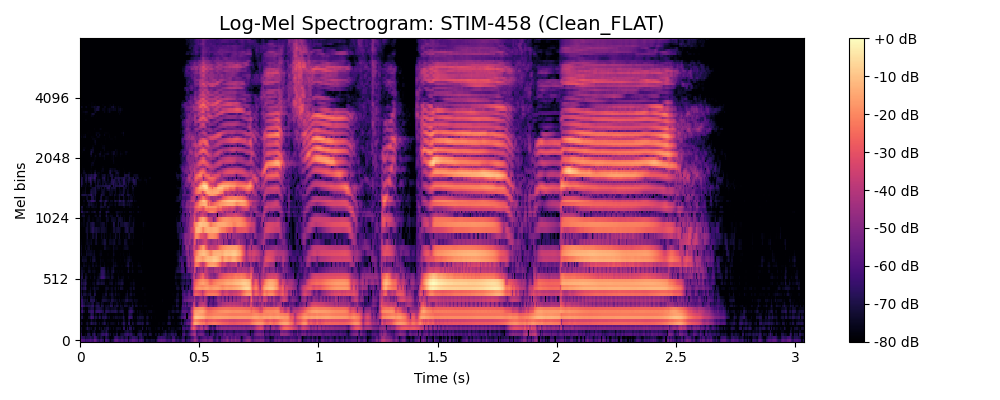 Log-Mel Spectrogram: STIM-458 (Clean_FLAT)
Mel bins
4096
2048
1024
512
0
0 0.5 1 1.5 2 2.5 3
Time (s)
+0 dB
-10 dB
-20 dB
-30 dB
-40 dB
-50 dB
-60 dB
-70 dB
-80 dB